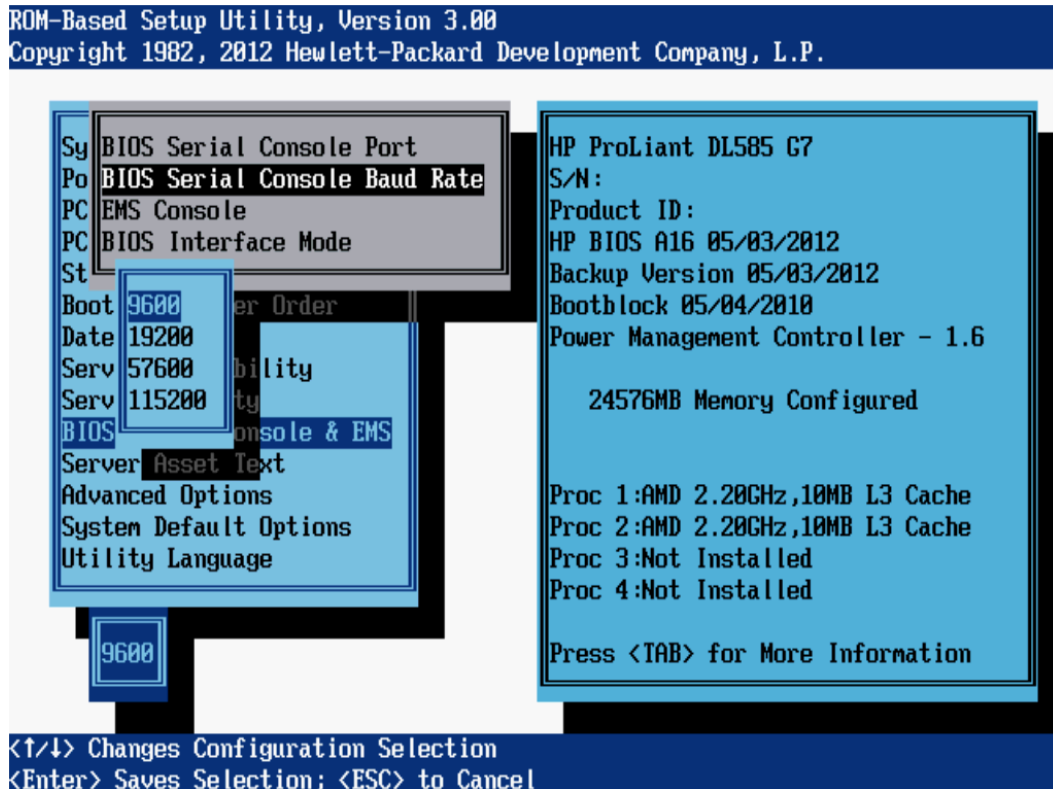 ROM-Based Setup Utility, Version 3.00
Copyright 1982, 2012 Hewlett-Packard Development Company, L.P.
BIOS Serial Console Port
BIOS Serial Console Baud Rate
EMS Console
BIOS Interface Mode
Sy
Po
PC
PC
St
Boot er Order
Date
Serv bility
Serv ty
BIOS onsole & EMS
Server Asset Text
Advanced Options
System Default Options
Utility Language
9600
19200
57600
115200
9600
HP ProLiant DL585 G7
S/N:
Product ID:
HP BIOS A16 05/03/2012
Backup Version 05/03/2012
Bootblock 05/04/2010
Power Management Controller - 1.6
24576MB Memory Configured
Proc 1:AMD 2.20GHz,10MB L3 Cache
Proc 2:AMD 2.20GHz,10MB L3 Cache
Proc 3:Not Installed
Proc 4:Not Installed
Press <TAB> for More Information
<↑/↓> Changes Configuration Selection
<Enter> Saves Selection; <ESC> to Cancel